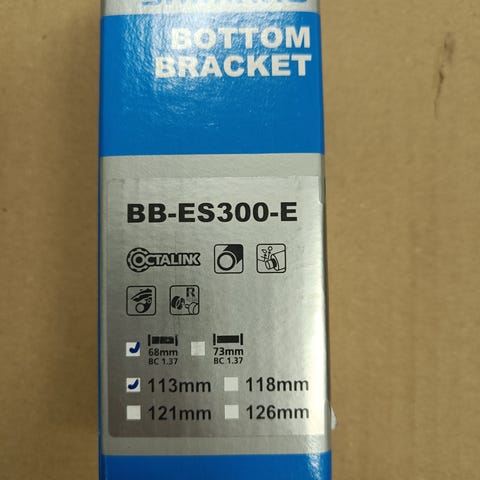 BOTTOM
BRACKET
BB-ES300-E
OCTALINK
R
68mm 73mm
BC 1.37 BC 1.37
113mm 118mm
121mm 126mm